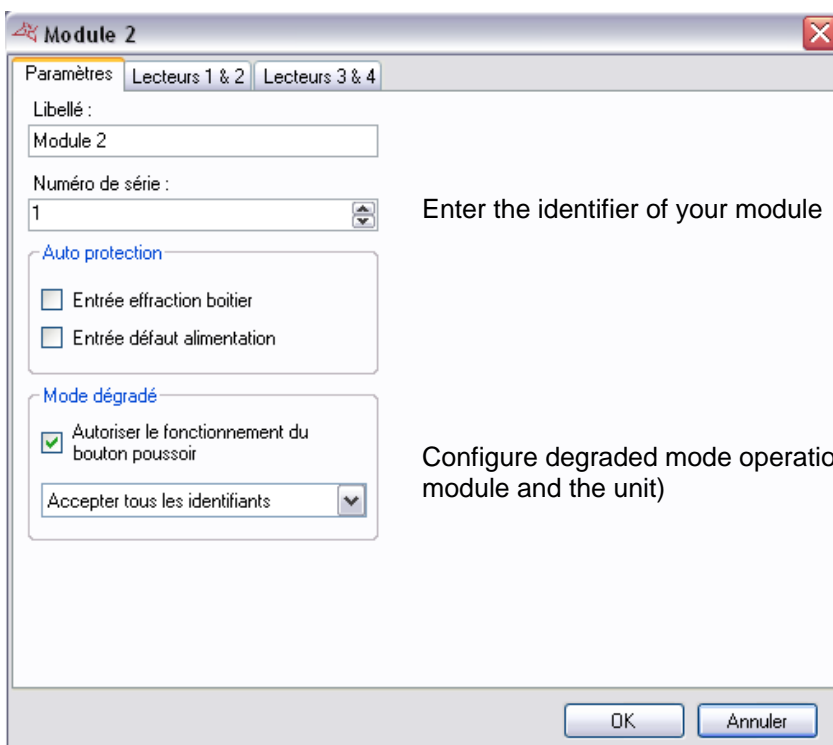 Module 2
Paramètres Lecteurs 1 & 2 Lecteurs 3 & 4
Libellé :
Module 2
Numéro de série :
1
Enter the identifier of your module
Auto protection
Entrée effraction boitier
Entrée défaut alimentation
Mode dégradé
Autoriser le fonctionnement du
bouton poussoir
Accepter tous les identifiants
Configure degraded mode operatio
module and the unit)
OK Annuler